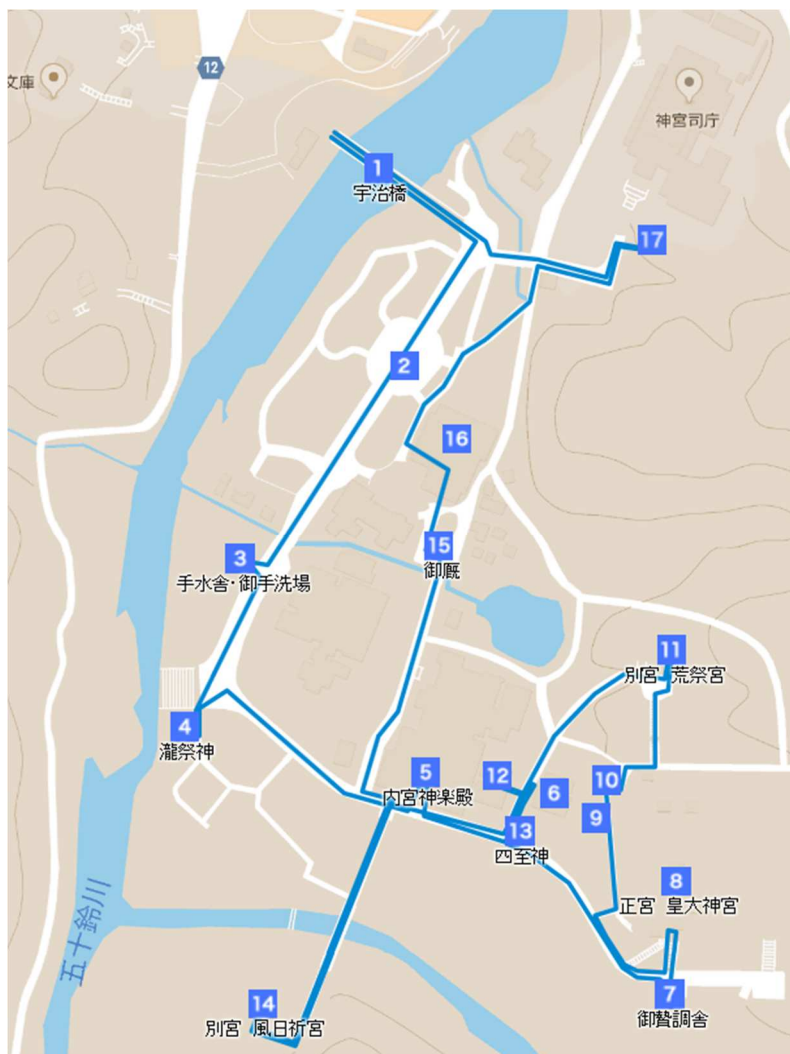 文庫
12
神宮司庁
1
宇治橋
17
2
16
3
手水舎・御手洗場
15
御厩
11
別宮 荒祭宮
4
瀧祭神
5
内宮神楽殿
12
6
10
9
13
四至神
8
正宮 皇大神宮
7
御贄調舎
五十鈴川
14
別宮 風日祈宮